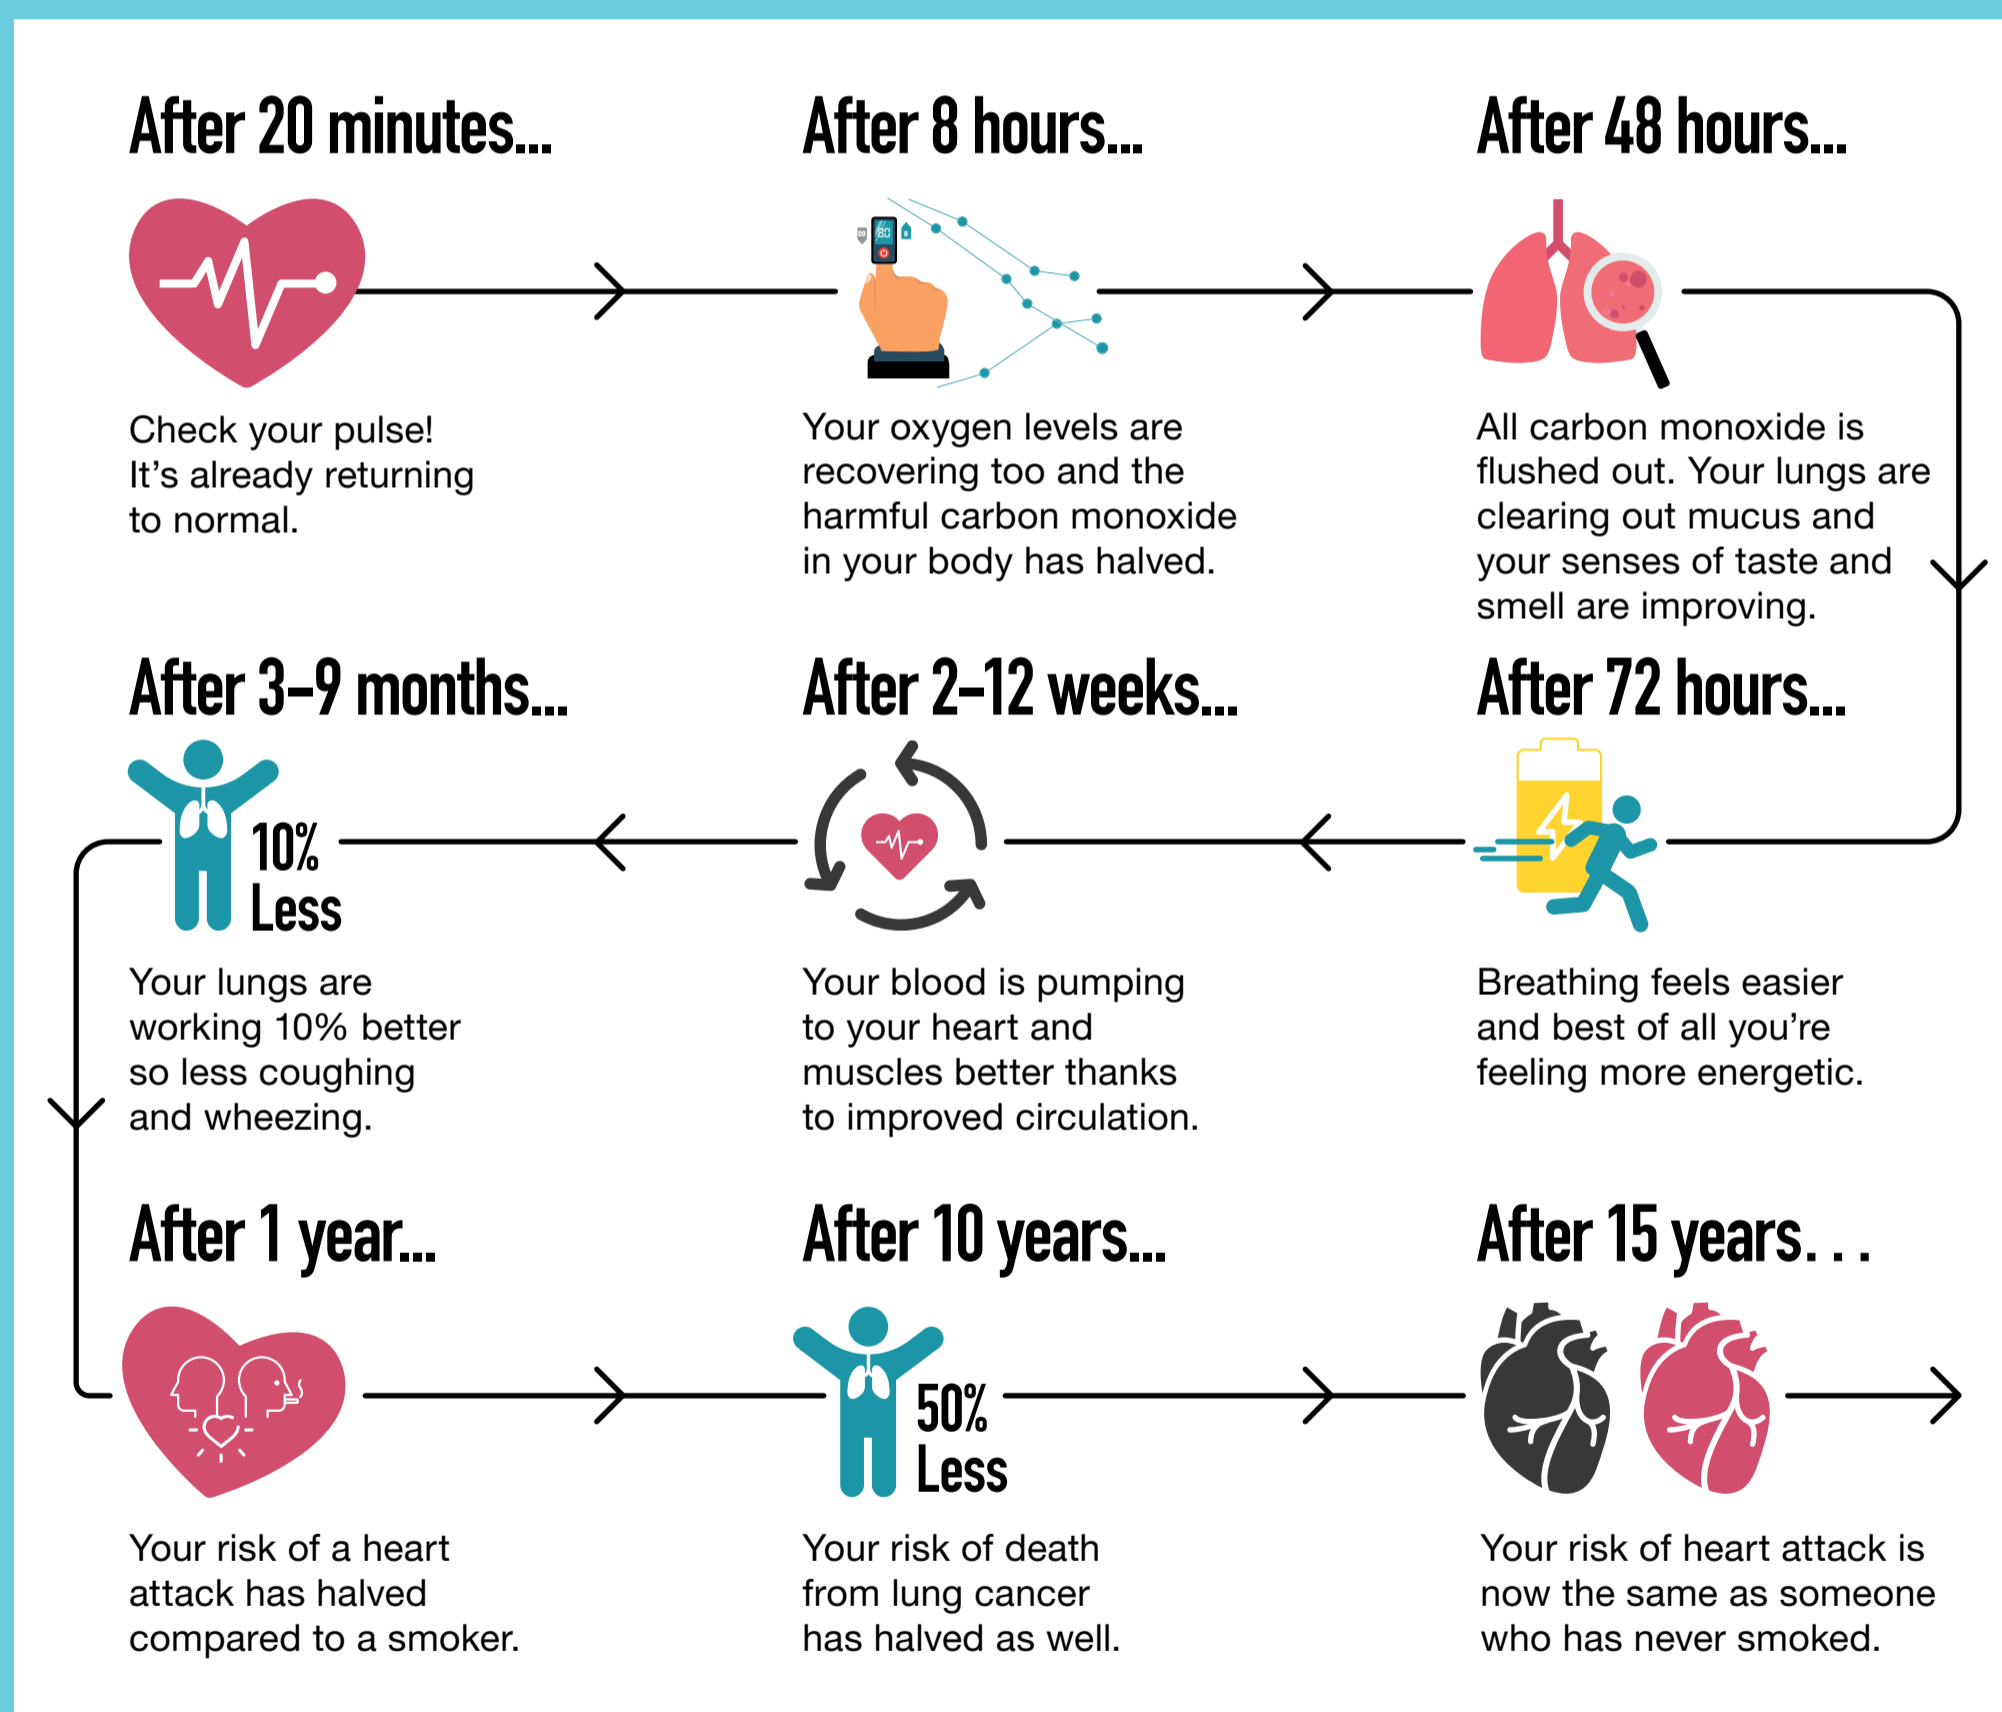 After 20 minutes...
Check your pulse!
It's already returning
to normal.
After 8 hours...
CO
80
Your oxygen levels are
recovering too and the
harmful carbon monoxide
in your body has halved.
After 48 hours...
All carbon monoxide is
flushed out. Your lungs are
clearing out mucus and
your senses of taste and
smell are improving.
After 72 hours...
Breathing feels easier
and best of all you're
feeling more energetic.
After 2–12 weeks...
Your blood is pumping
to your heart and
muscles better thanks
to improved circulation.
After 3–9 months...
10%
Less
Your lungs are
working 10% better
so less coughing
and wheezing.
After 1 year...
Your risk of a heart
attack has halved
compared to a smoker.
After 10 years...
50%
Less
Your risk of death
from lung cancer
has halved as well.
After 15 years...
Your risk of heart attack is
now the same as someone
who has never smoked.